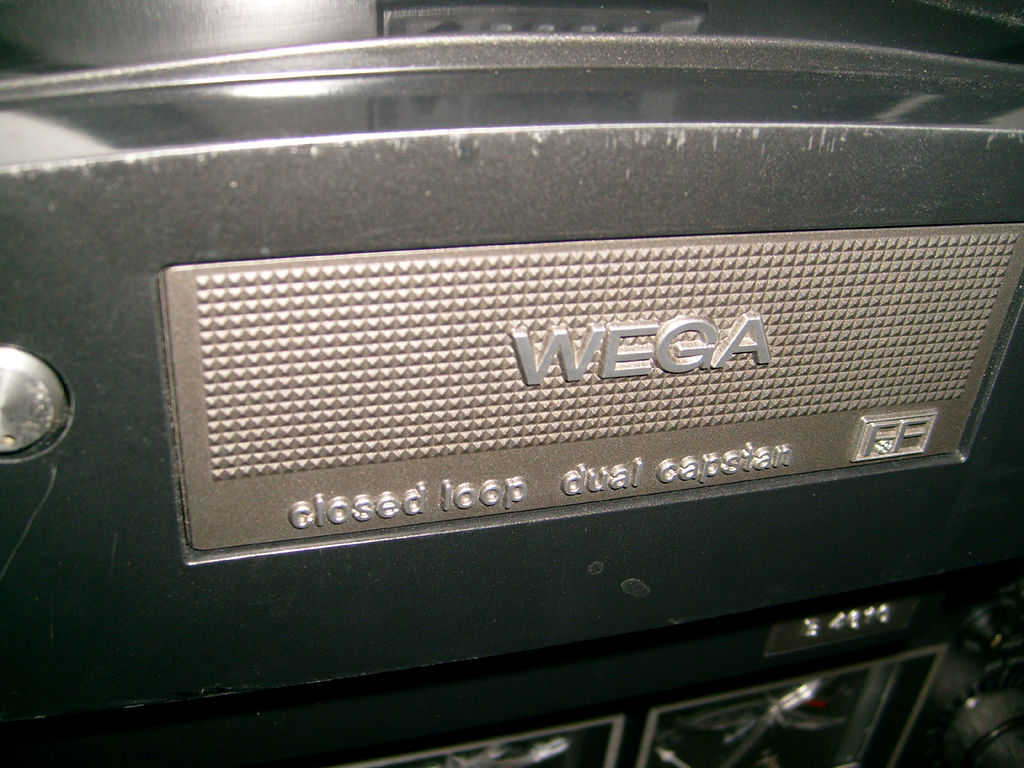 WEGA
closed loop dual capstan